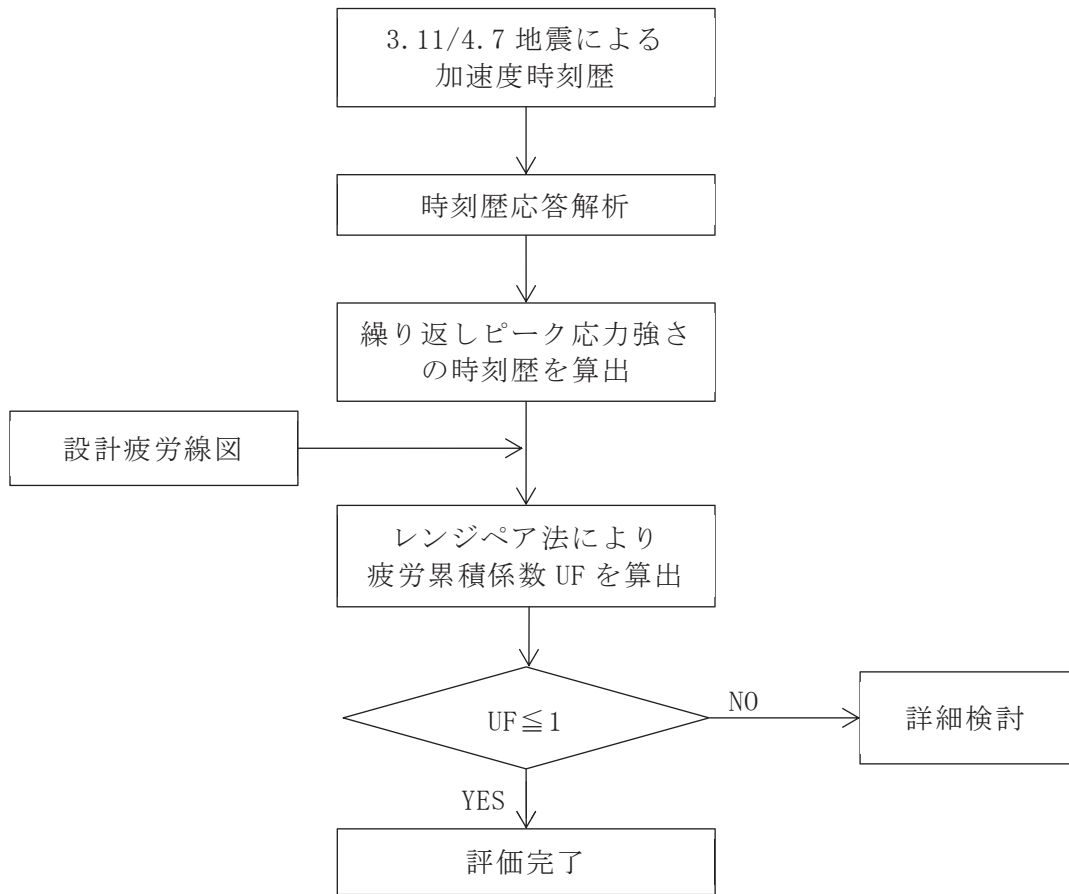 3.11/4.7 地震による
加速度時刻歴
時刻歴応答解析
繰り返しピーク応力強さ
の時刻歴を算出
設計疲労線図
レンジペア法により
疲労累積係数 UF を算出
UF≦1
NO
詳細検討
YES
評価完了